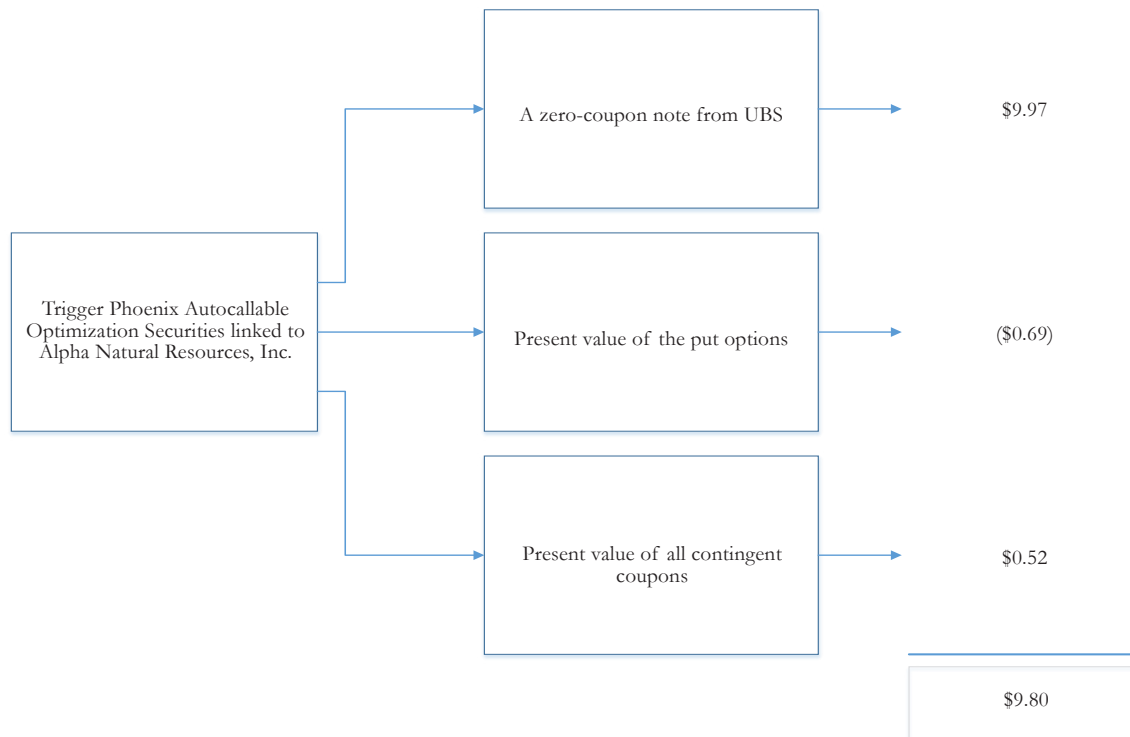 A zero-coupon note from UBS
$9.97
Trigger Phoenix Autocallable
Optimization Securities linked to
Alpha Natural Resources, Inc.
Present value of the put options
($0.69)
Present value of all contingent
coupons
$0.52
$9.80